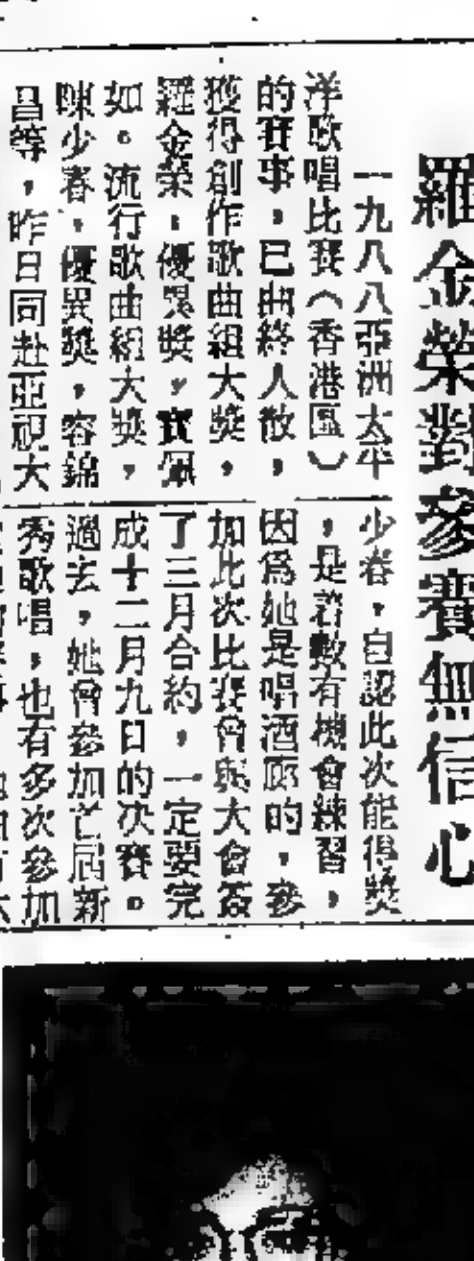 羅金榮對參賽無信心
一九八八亞洲太平
洋歌唱比賽（香港區）
的賽事，已曲終人散，
獲得創作歌曲組大獎，
羅金榮，優異獎，寶佩
如。流行歌曲組大獎，
陳少春，優異獎，容錦
昌等，昨日同赴亞視大
少春，自認此次能得獎
，是着數有機會練習，
因爲她是唱酒廊的，參
加此次比賽曾與大會簽
了三月合約，一定要完
成十二月九日的决賽。
過去，她曾參加芒屆新
秀歌唱，也有多次參加